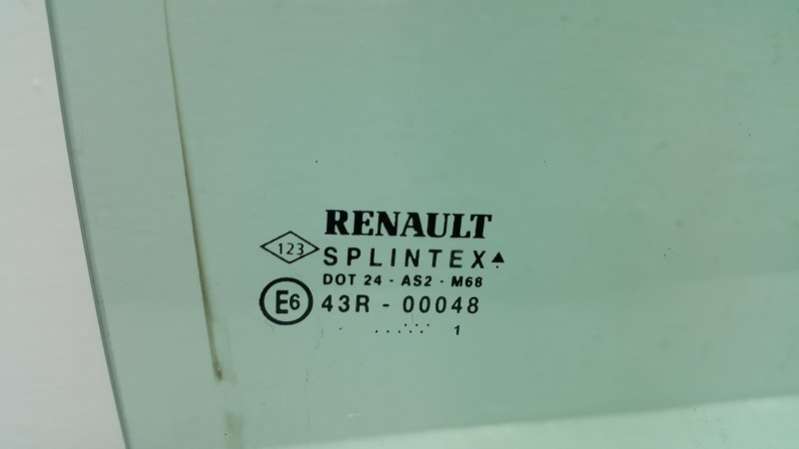 RENAULT
123 SPLINTEX
DOT 24 - AS2 - M68
E6 43R - 00048
....:·:· 1